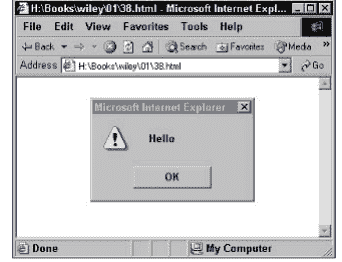 H:\Books\wiley\01\38.html - Microsoft Internet Expl...
File Edit View Favorites Tools Help
Back Search Favorites Media »
Address H:\Books\wiley\01\38.html Go
Microsoft Internet Explorer
Hello
OK
Done My Computer